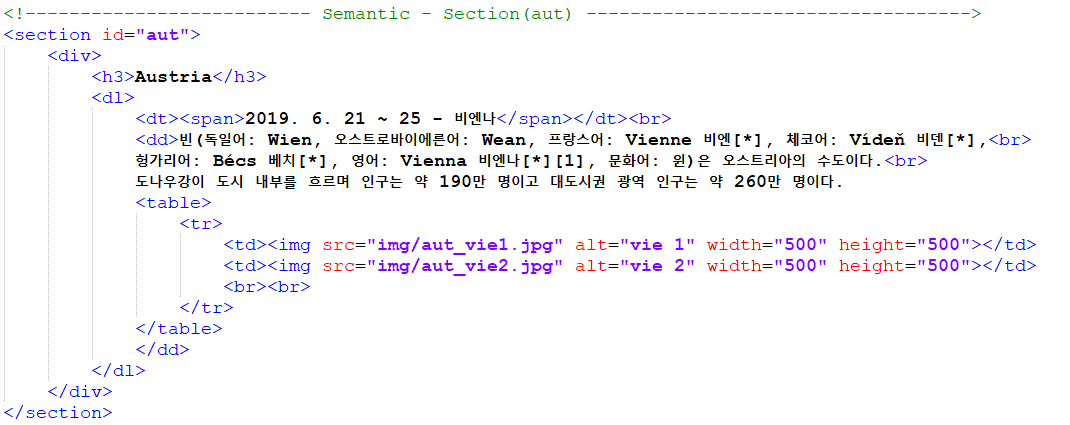 <!--------------------------- Semantic - Section(aut) ------------------------------------>
<section id="aut">
<div>
<h3>Austria</h3>
<dl>
<dt><span>2019. 6. 21 ~ 25 - 비엔나</span></dt><br>
<dd>빈(독일어: Wien, 오스트로바이에른어: Wean, 프랑스어: Vienne 비엔[*], 체코어: Vídeň 비덴[*],<br>
헝가리어: Bécs 베치[*], 영어: Vienna 비엔나[*][1], 문화어: 윈)은 오스트리아의 수도이다.<br>
도나우강이 도시 내부를 흐르며 인구는 약 190만 명이고 대도시권 광역 인구는 약 260만 명이다.
<table>
<tr>
<td><img src="img/aut_vie1.jpg" alt="vie 1" width="500" height="500"></td>
<td><img src="img/aut_vie2.jpg" alt="vie 2" width="500" height="500"></td>
<br><br>
</tr>
</table>
</dd>
</dl>
</div>
</section>